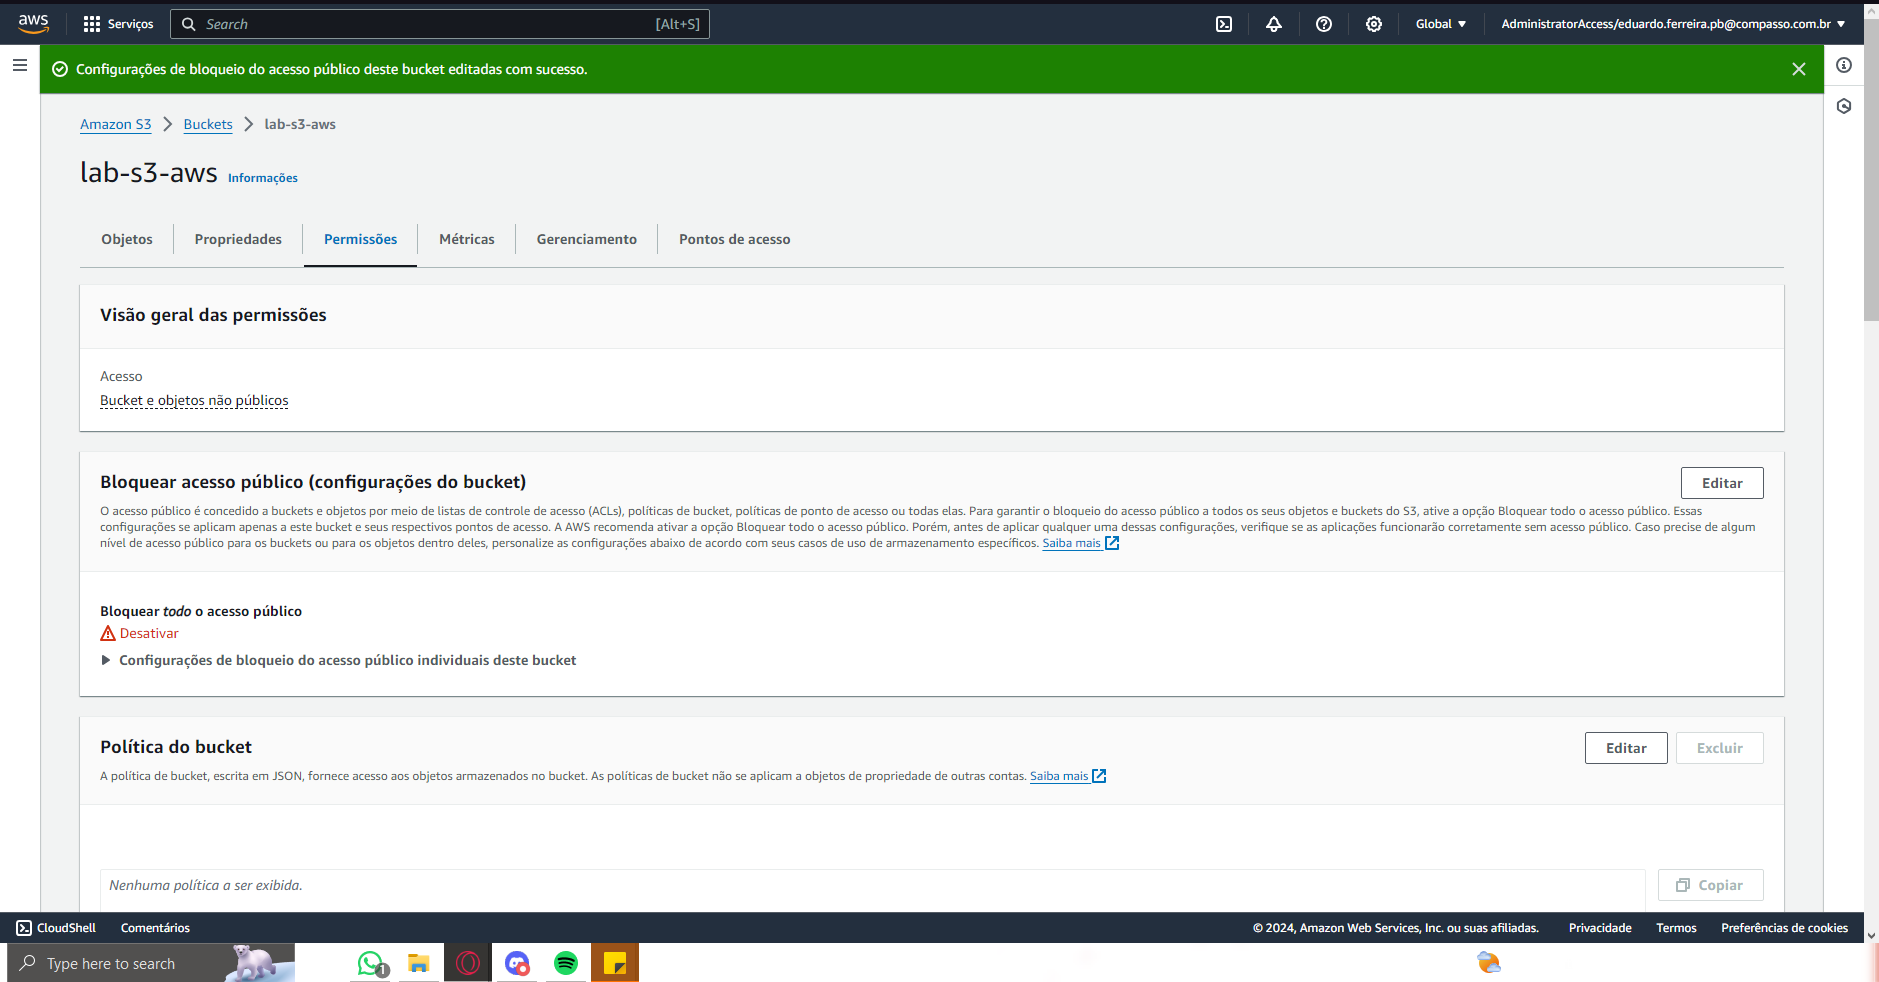 aws
Serviços
Search
[Alt+S]
Global
AdministratorAccess/eduardo.ferreira.pb@compasso.com.br
Configurações de bloqueio do acesso público deste bucket editadas com sucesso.
Amazon S3
Buckets
lab-s3-aws
lab-s3-aws
Informações
Objetos
Propriedades
Permissões
Métricas
Gerenciamento
Pontos de acesso
Visão geral das permissões
Acesso
Bucket e objetos não públicos
Bloquear acesso público (configurações do bucket)
Editar
O acesso público é concedido a buckets e objetos por meio de listas de controle de acesso (ACLs), políticas de bucket, políticas de ponto de acesso ou todas elas. Para garantir o bloqueio do acesso público a todos os seus objetos e buckets do S3, ative a opção Bloquear todo o acesso público. Essas
configurações se aplicam apenas a este bucket e seus respectivos pontos de acesso. A AWS recomenda ativar a opção Bloquear todo o acesso público. Porém, antes de aplicar qualquer uma dessas configurações, verifique se as aplicações funcionarão corretamente sem acesso público. Caso precise de algum
nível de acesso público para os buckets ou para os objetos dentro deles, personalize as configurações abaixo de acordo com seus casos de uso de armazenamento específicos. Saiba mais
Bloquear todo o acesso público
Desativar
Configurações de bloqueio do acesso público individuais deste bucket
Política do bucket
Editar
Excluir
A política de bucket, escrita em JSON, fornece acesso aos objetos armazenados no bucket. As políticas de bucket não se aplicam a objetos de propriedade de outras contas. Saiba mais
Nenhuma política a ser exibida.
Copiar
CloudShell
Comentários
© 2024, Amazon Web Services, Inc. ou suas afiliadas.
Privacidade
Termos
Preferências de cookies
Type here to search
1